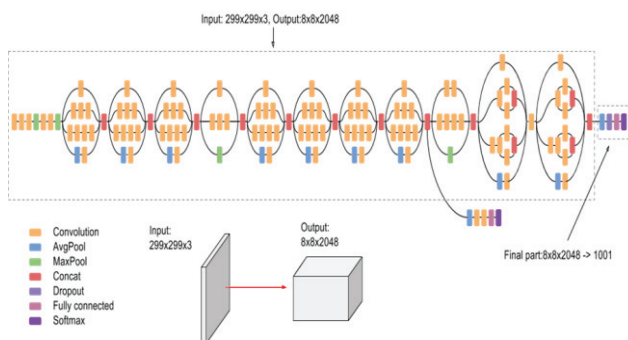 Input: 299x299x3, Output:8x8x2048
Convolution
AvgPool
MaxPool
Concat
Dropout
Fully connected
Softmax
Input:
299x299x3
Output:
8x8x2048
Final part:8x8x2048 -> 1001